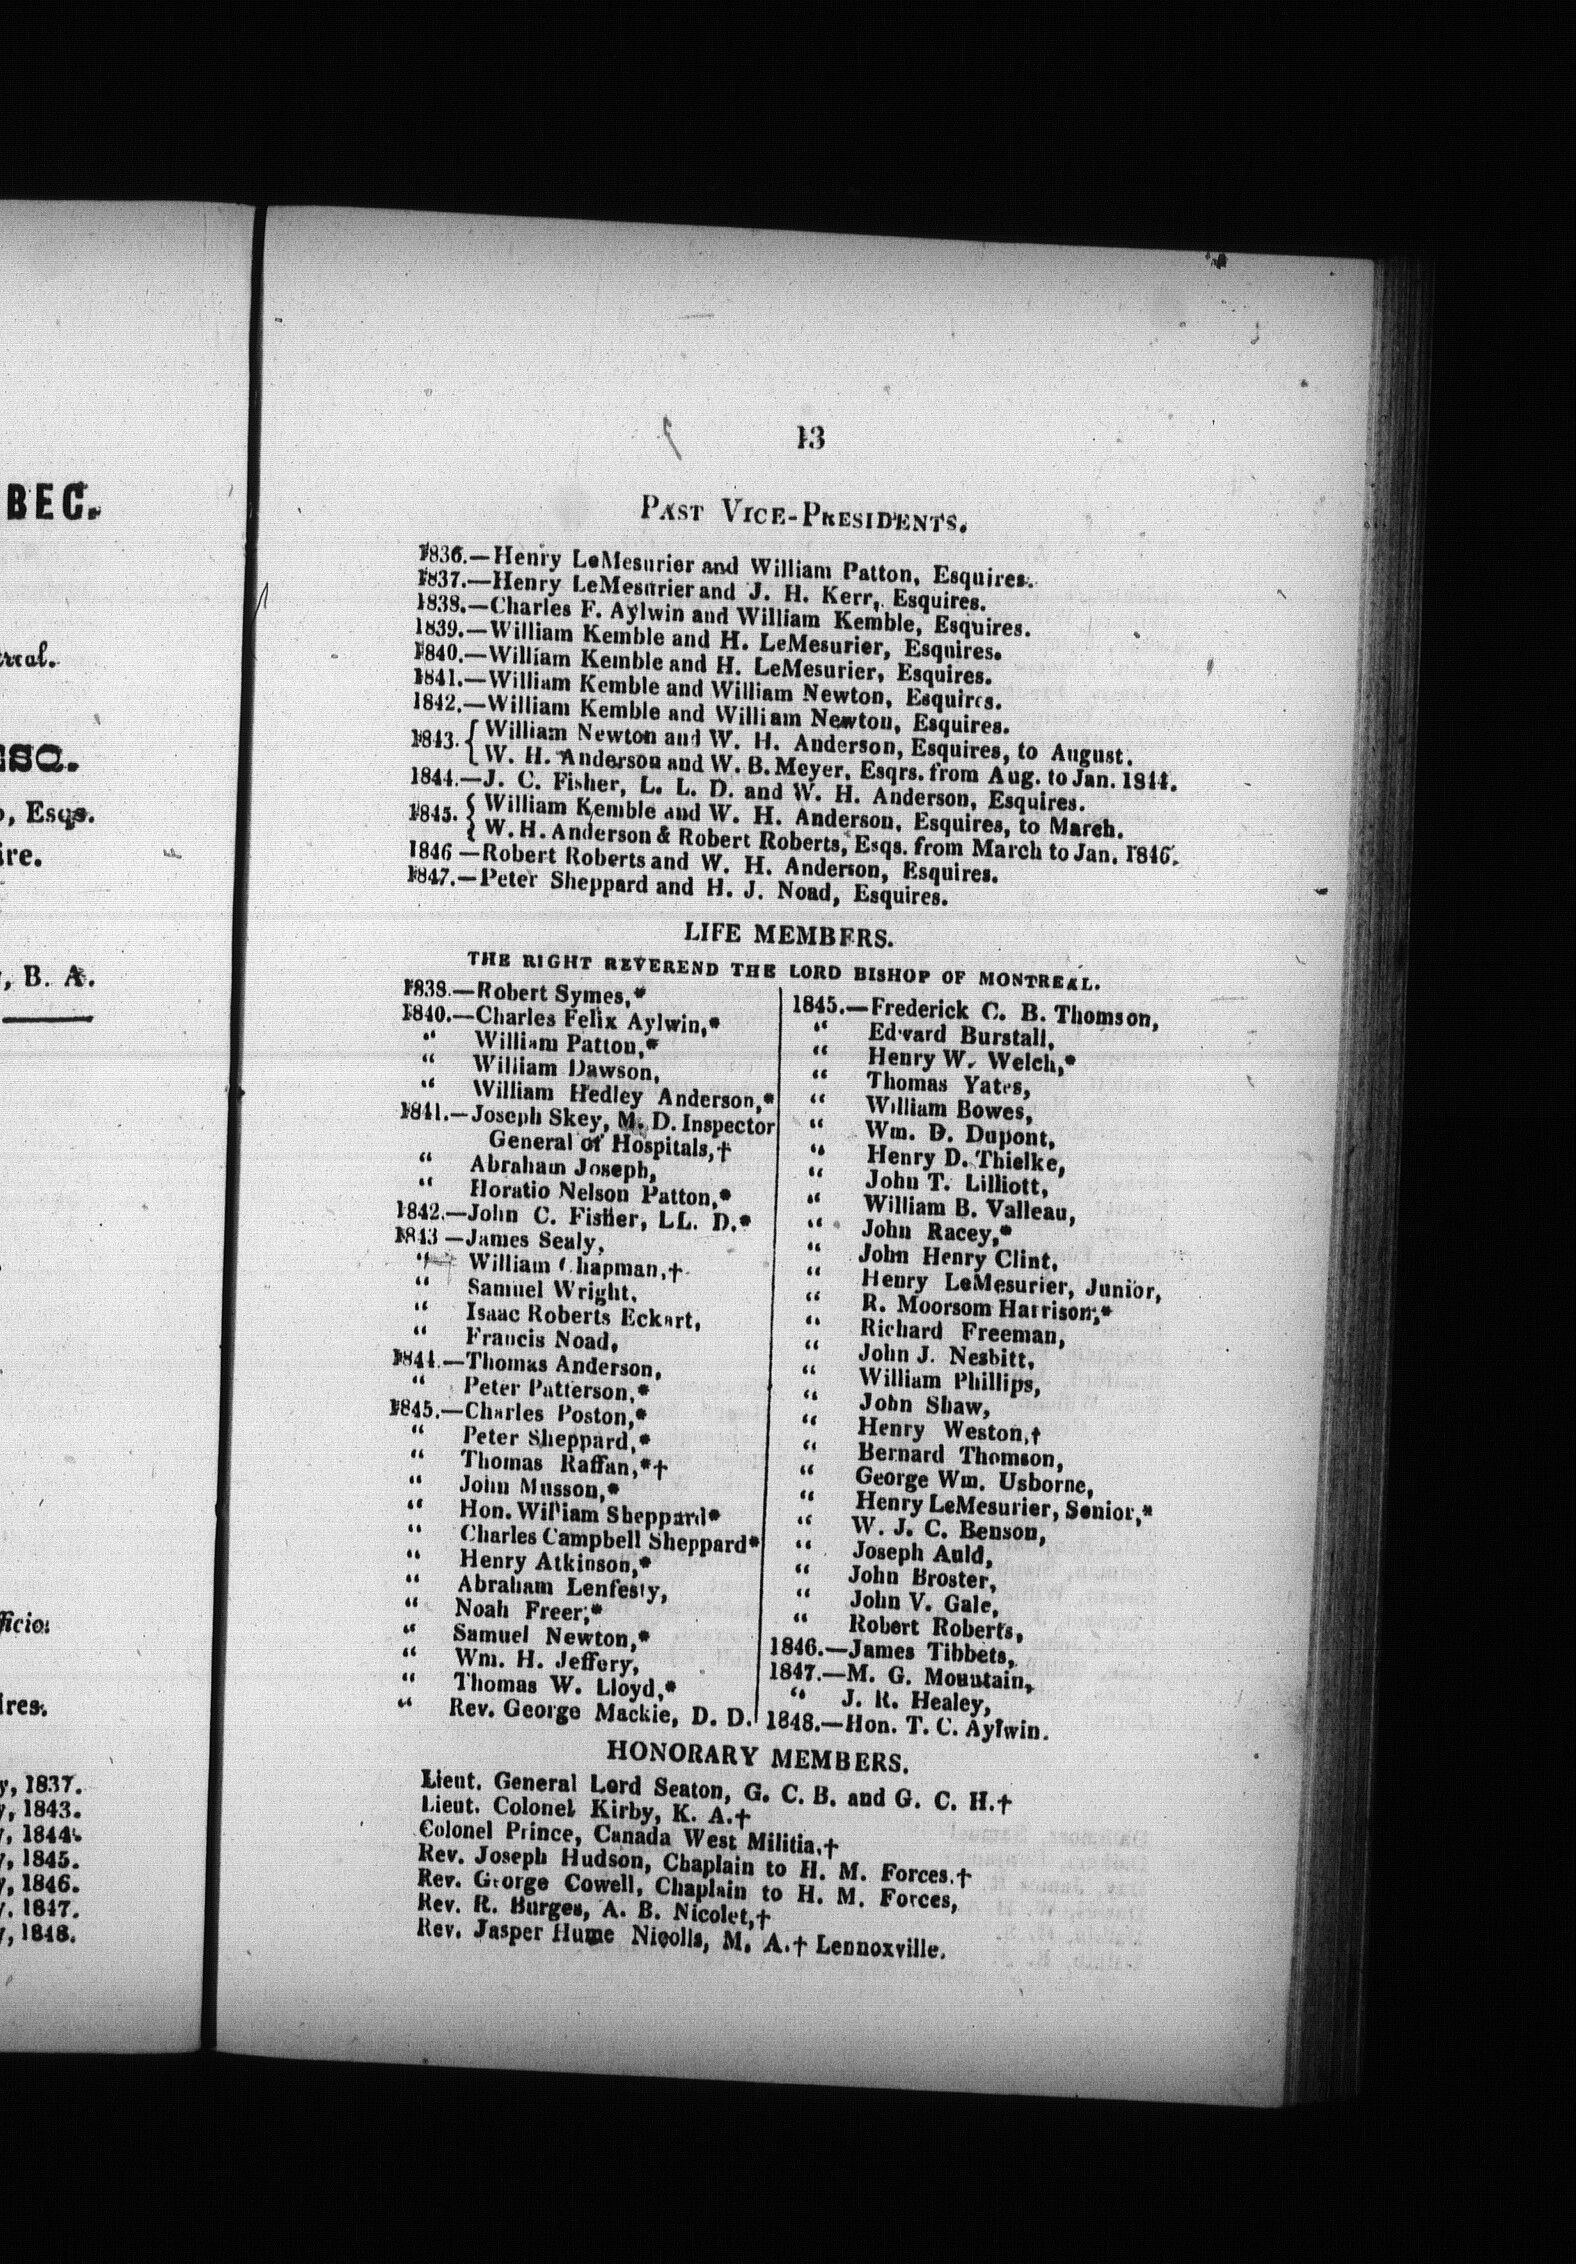 BEC.
Esqs.
B. A.
1837.
1843.
1844.
1845.
1846.
1847.
1848.
13
PAST VICE-PRESIDENTS.
1836.—Henry LeMesurier and William Patton, Esquires.
1837.—Henry LeMesurier and J. H. Kerr, Esquires.
1838.—Charles F. Aylwin and William Kemble, Esquires.
1839.—William Kemble and H. LeMesurier, Esquires.
1840.—William Kemble and H. LeMesurier, Esquires.
1841.—William Kemble and William Newton, Esquires.
1842.—William Kemble and William Newton, Esquires.
1843. { William Newton and W. H. Anderson, Esquires, to August.
W. H. Anderson and W. B. Meyer, Esqrs. from Aug. to Jan. 1844.
1844.—J. C. Fisher, L. L. D. and W. H. Anderson, Esquires.
1845. { William Kemble and W. H. Anderson, Esquires, to March.
W. H. Anderson & Robert Roberts, Esqs. from March to Jan. 1846.
1846—Robert Roberts and W. H. Anderson, Esquires.
1847.—Peter Sheppard and H. J. Noad, Esquires.
LIFE MEMBERS.
THE RIGHT REVEREND THE LORD BISHOP OF MONTREAL.
1838.—Robert Symes,*
1840.—Charles Felix Aylwin,*
“ William Patton,*
“ William Dawson,
“ William Hedley Anderson,*
1841.—Joseph Skey, M. D. Inspector
General of Hospitals,†
“ Abraham Joseph,
“ Horatio Nelson Patton,*
1842.—John C. Fisher, LL. D.*
1843—James Sealy,
“ William Chapman,†
“ Samuel Wright,
“ Isaac Roberts Eckart,
“ Francis Noad,
1844.—Thomas Anderson,
“ Peter Patterson,*
1845.—Charles Poston,*
“ Peter Sheppard,*
“ Thomas Raffan,*†
“ John Musson,*
“ Hon. William Sheppard*
“ Charles Campbell Sheppard*
“ Henry Atkinson,*
“ Abraham Lenfesty,
“ Noah Freer,*
“ Samuel Newton,*
“ Wm. H. Jeffery,
“ Thomas W. Lloyd,*
“ Rev. George Mackie, D. D.
1845.—Frederick C. B. Thomson,
“ Edward Burstall,
“ Henry W. Welch,*
“ Thomas Yates,
“ William Bowes,
“ Wm. D. Dupont,
“ Henry D. Thielke,
“ John T. Lilliott,
“ William B. Valleau,
“ John Racey,*
“ John Henry Clint,
“ Henry LeMesurier, Junior,
“ R. Moorsom Harrison,*
“ Richard Freeman,
“ John J. Nesbitt,
“ William Phillips,
“ John Shaw,
“ Henry Weston,†
“ Bernard Thomson,
“ George Wm. Usborne,
“ Henry LeMesurier, Senior,*
“ W. J. C. Benson,
“ Joseph Auld,
“ John Broster,
“ John V. Gale,
“ Robert Roberts,
1846.—James Tibbets,
1847.—M. G. Mountain,
“ J. R. Healey,
1848.—Hon. T. C. Aylwin.
HONORARY MEMBERS.
Lieut. General Lord Seaton, G. C. B. and G. C. H.†
Lieut. Colonel Kirby, K. A.†
Colonel Prince, Canada West Militia,†
Rev. Joseph Hudson, Chaplain to H. M. Forces,†
Rev. George Cowell, Chaplain to H. M. Forces,
Rev. R. Burges, A. B. Nicolet,†
Rev. Jasper Hume Nicolls, M. A.† Lennoxville.